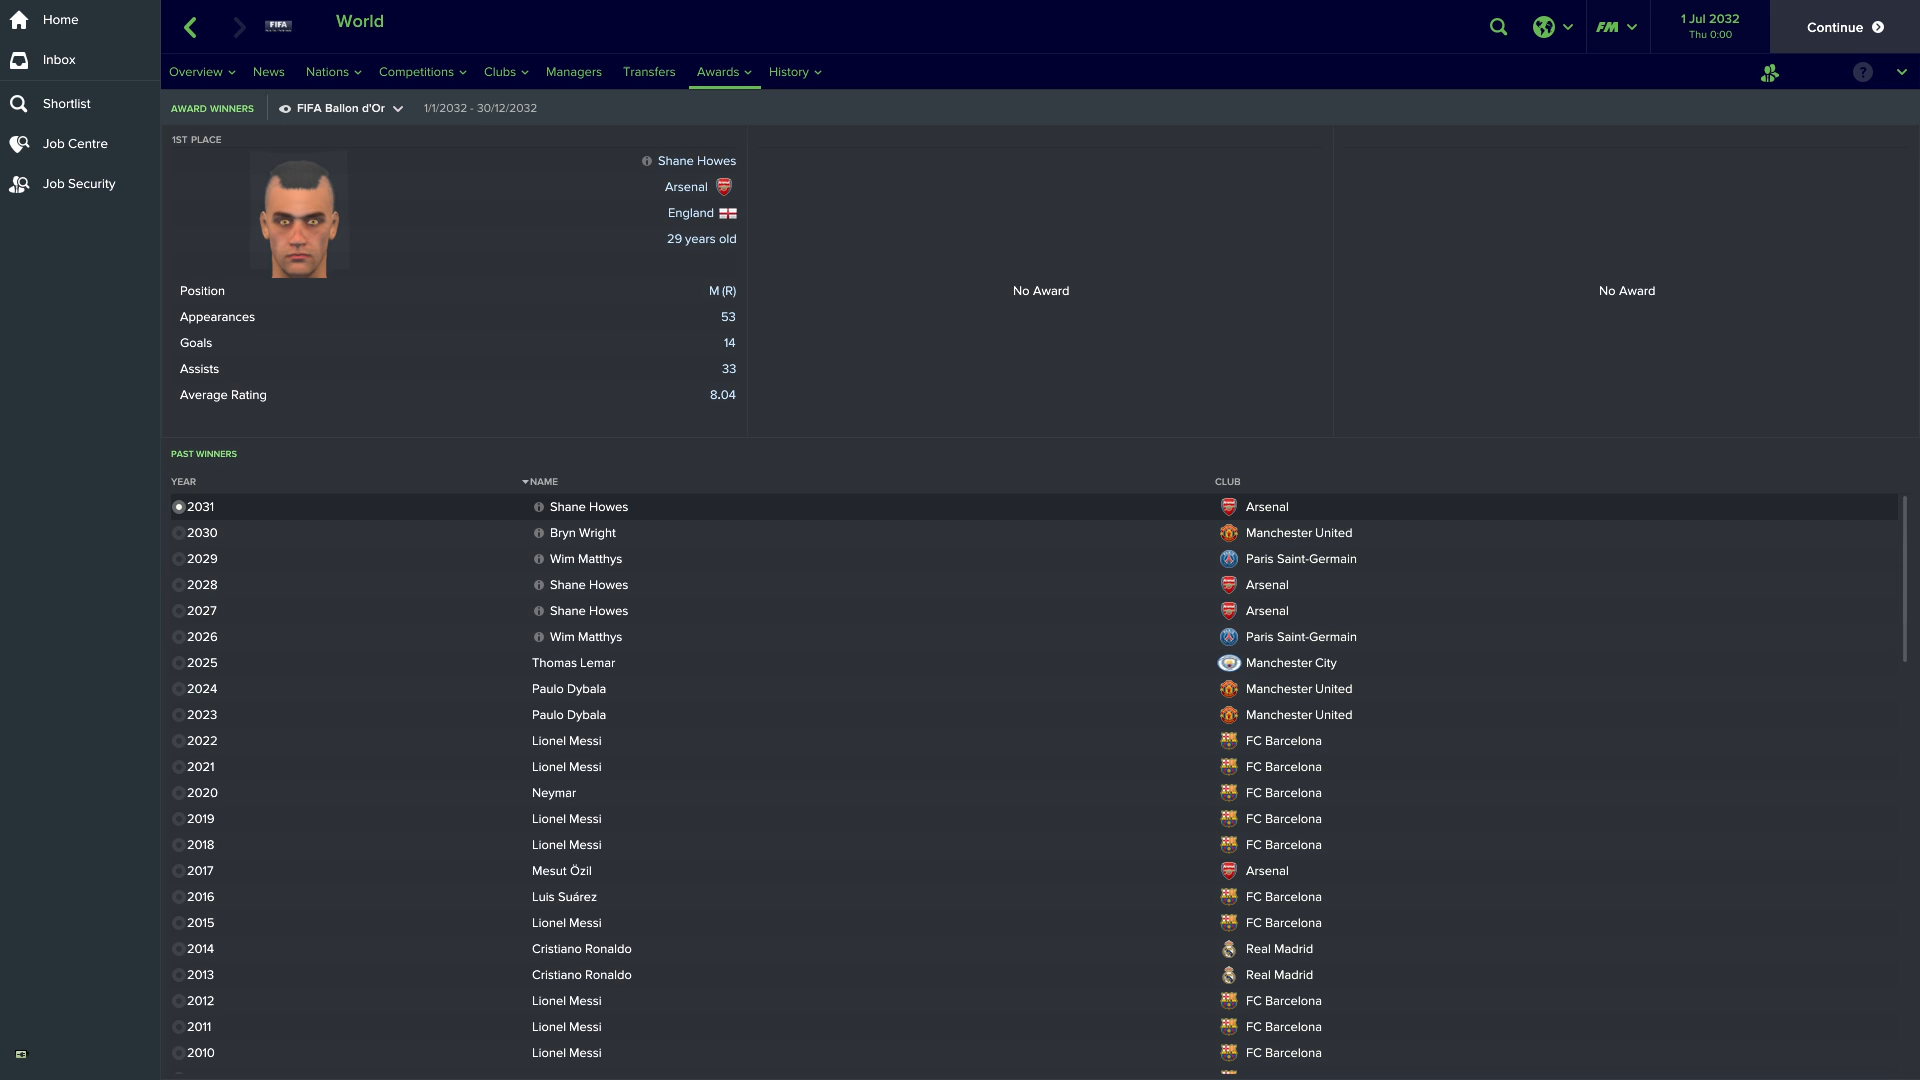 Home
Inbox
Shortlist
Job Centre
Job Security
FIFA
World
FM
1 Jul 2032
Thu 0:00
Continue
Overview
News
Nations
Competitions
Clubs
Managers
Transfers
Awards
History
?
AWARD WINNERS
FIFA Ballon d'Or
1/1/2032 - 30/12/2032
1ST PLACE
Shane Howes
Arsenal
England
29 years old
Position M (R)
Appearances 53
Goals 14
Assists 33
Average Rating 8.04
No Award
No Award
PAST WINNERS
YEAR NAME CLUB
2031 Shane Howes Arsenal
2030 Bryn Wright Manchester United
2029 Wim Matthys Paris Saint-Germain
2028 Shane Howes Arsenal
2027 Shane Howes Arsenal
2026 Wim Matthys Paris Saint-Germain
2025 Thomas Lemar Manchester City
2024 Paulo Dybala Manchester United
2023 Paulo Dybala Manchester United
2022 Lionel Messi FC Barcelona
2021 Lionel Messi FC Barcelona
2020 Neymar FC Barcelona
2019 Lionel Messi FC Barcelona
2018 Lionel Messi FC Barcelona
2017 Mesut Özil Arsenal
2016 Luis Suárez FC Barcelona
2015 Lionel Messi FC Barcelona
2014 Cristiano Ronaldo Real Madrid
2013 Cristiano Ronaldo Real Madrid
2012 Lionel Messi FC Barcelona
2011 Lionel Messi FC Barcelona
2010 Lionel Messi FC Barcelona